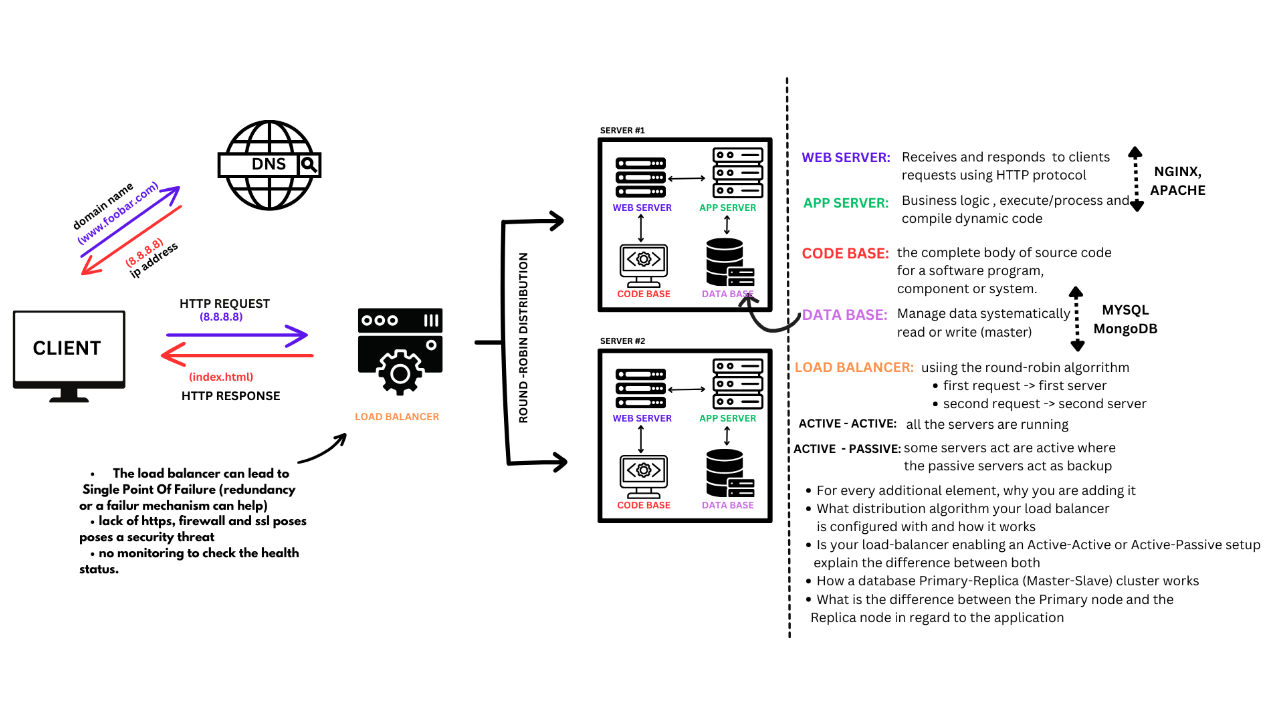 DNS
domain name
(www.foobar.com)
(8.8.8.8)
ip address
CLIENT
HTTP REQUEST
(8.8.8.8)
(index.html)
HTTP RESPONSE
LOAD BALANCER
• The load balancer can lead to
Single Point Of Failure (redundancy
or a failur mechanism can help)
• lack of https, firewall and ssl poses
poses a security threat
• no monitoring to check the health
status.
ROUND -ROBIN DISTRIBUTION
SERVER #1
WEB SERVER
APP SERVER
CODE BASE
DATA BASE
SERVER #2
WEB SERVER
APP SERVER
CODE BASE
DATA BASE
WEB SERVER: Receives and responds to clients
requests using HTTP protocol
APP SERVER: Business logic , execute/process and
compile dynamic code
NGINX,
APACHE
CODE BASE: the complete body of source code
for a software program,
component or system.
DATA BASE: Manage data systematically
read or write (master)
MYSQL
MongoDB
LOAD BALANCER: usiing the round-robin algorrithm
• first request -> first server
• second request -> second server
ACTIVE - ACTIVE: all the servers are running
ACTIVE - PASSIVE: some servers act are active where
the passive servers act as backup
• For every additional element, why you are adding it
• What distribution algorithm your load balancer
is configured with and how it works
• Is your load-balancer enabling an Active-Active or Active-Passive setup
explain the difference between both
• How a database Primary-Replica (Master-Slave) cluster works
• What is the difference between the Primary node and the
Replica node in regard to the application